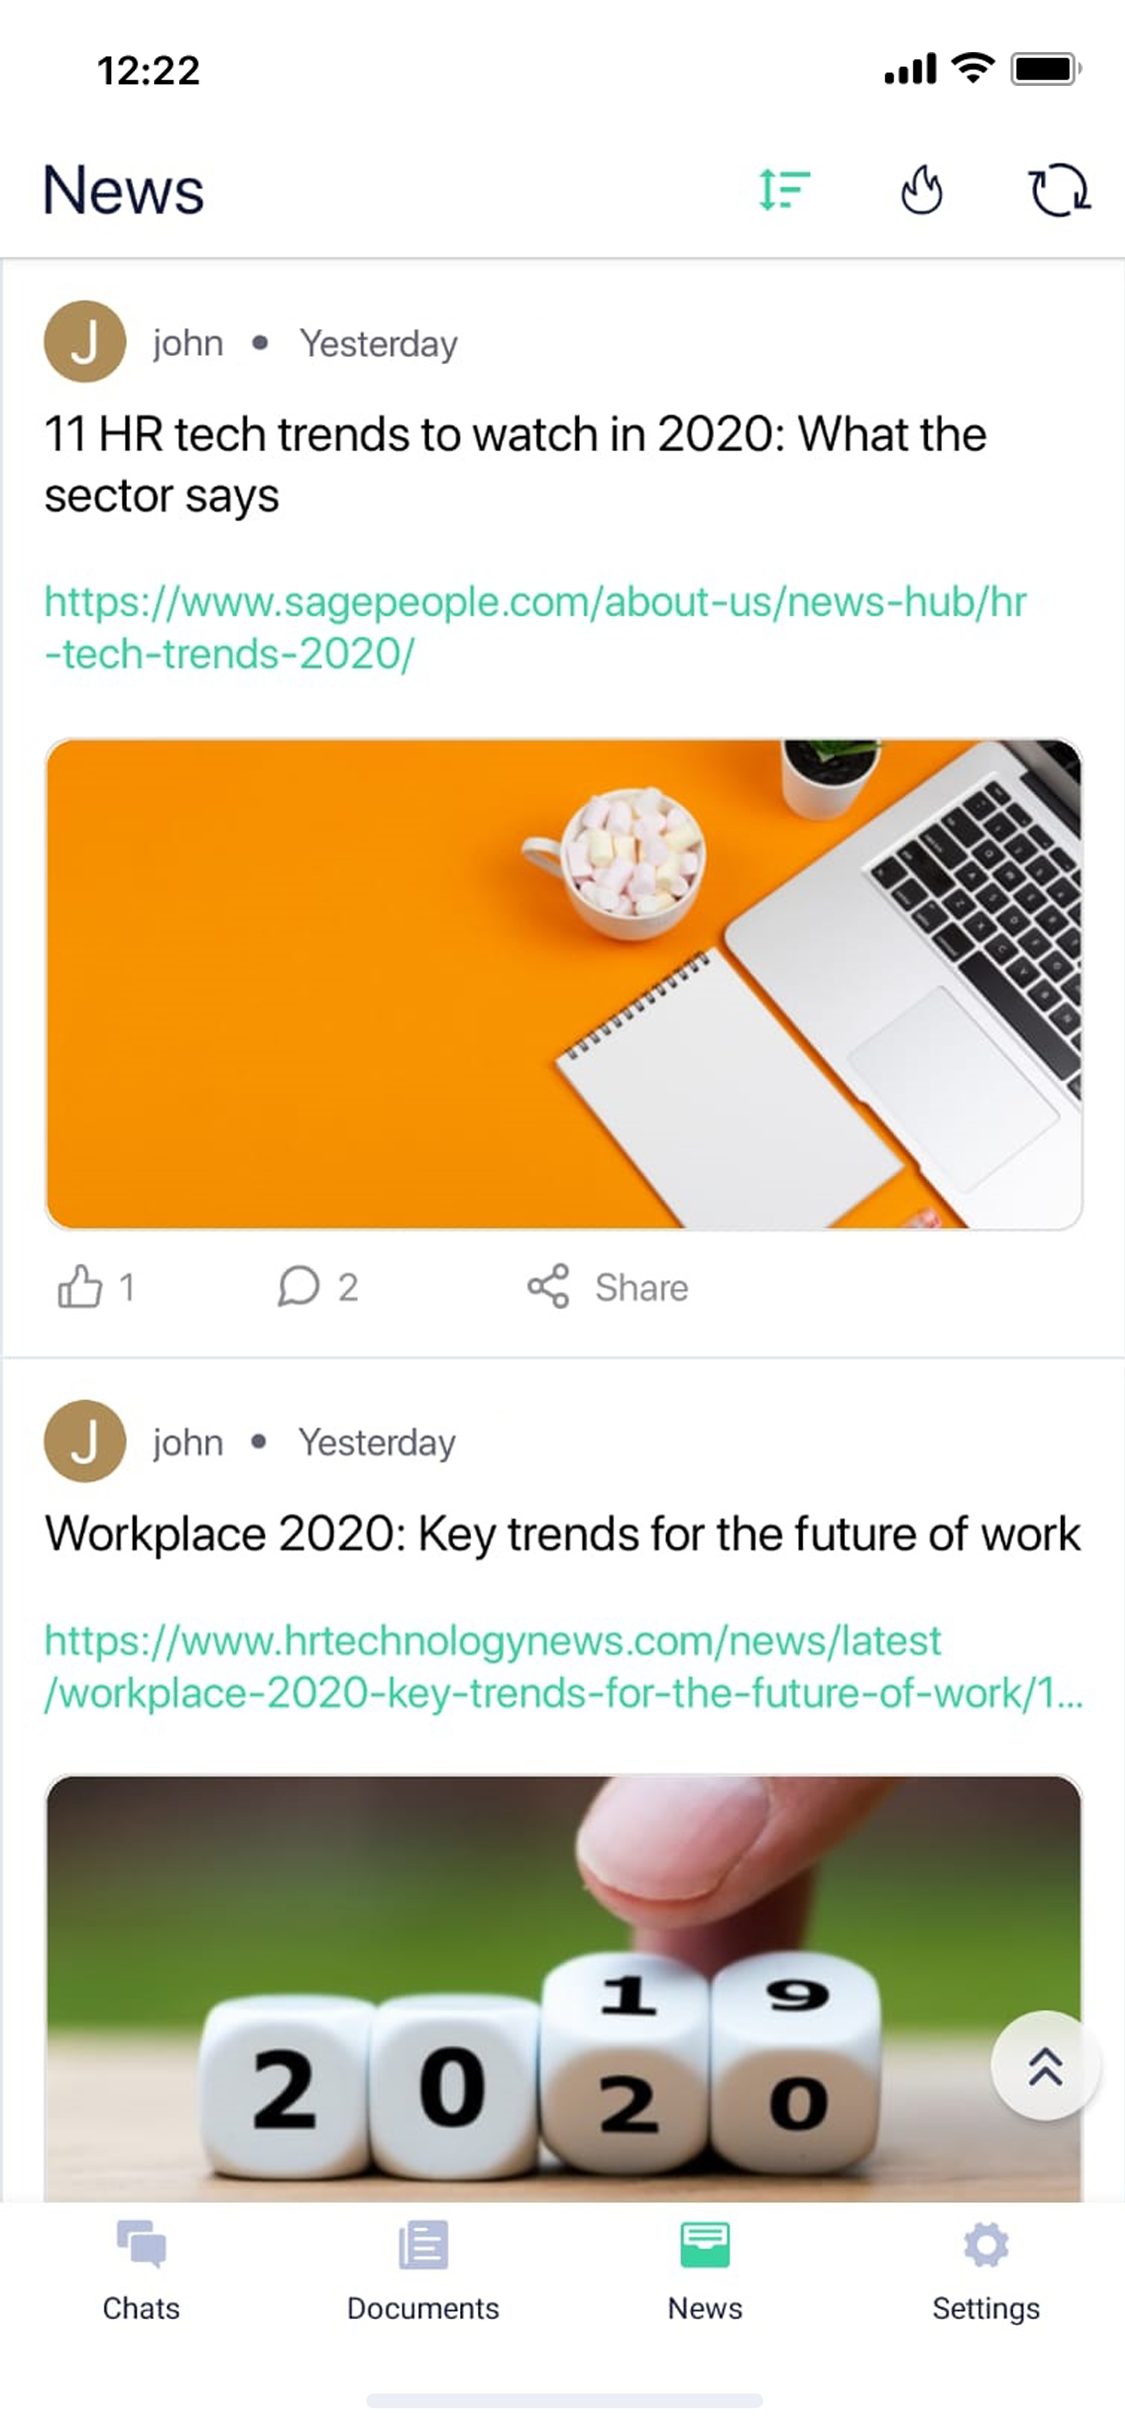 12:22
News
J john • Yesterday
11 HR tech trends to watch in 2020: What the
sector says
https://www.sagepeople.com/about-us/news-hub/hr
-tech-trends-2020/
1 2 Share
J john • Yesterday
Workplace 2020: Key trends for the future of work
https://www.hrtechnologynews.com/news/latest
/workplace-2020-key-trends-for-the-future-of-work/1...
1 9
2 0 2 0
Chats Documents News Settings